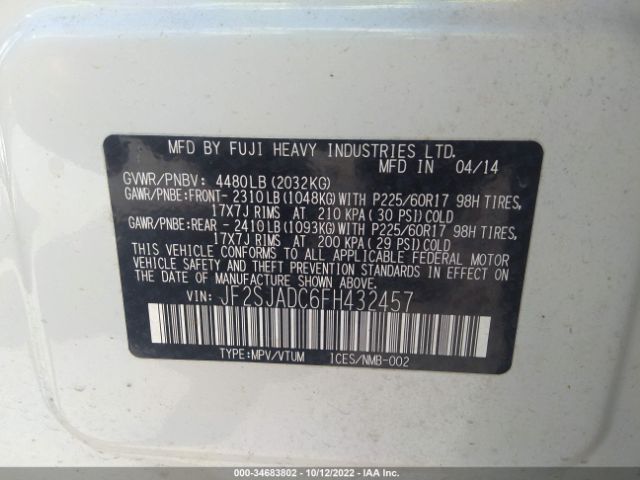 MFD BY FUJI HEAVY INDUSTRIES LTD.
MFD IN 04/14
GVWR/PNBV: 4480LB (2032KG)
GAWR/PNBE:FRONT- 2310LB(1048KG)WITH P225/60R17 98H TIRES,
17X7J RIMS AT 210 KPA(30 PSI)COLD
GAWR/PNBE:REAR - 2410LB(1093KG)WITH P225/60R17 98H TIRES,
17X7J RIMS AT 200 KPA(29 PSI)COLD
THIS VEHICLE CONFORMS TO ALL APPLICABLE FEDERAL MOTOR
VEHICLE SAFETY AND THEFT PREVENTION STANDARDS IN EFFECT ON
THE DATE OF MANUFACTURE SHOWN ABOVE.
VIN: JF2SJADC6FH432457
TYPE:MPV/VTUM ICES/NMB-002
000-34683802 - 10/12/2022 - IAA Inc.